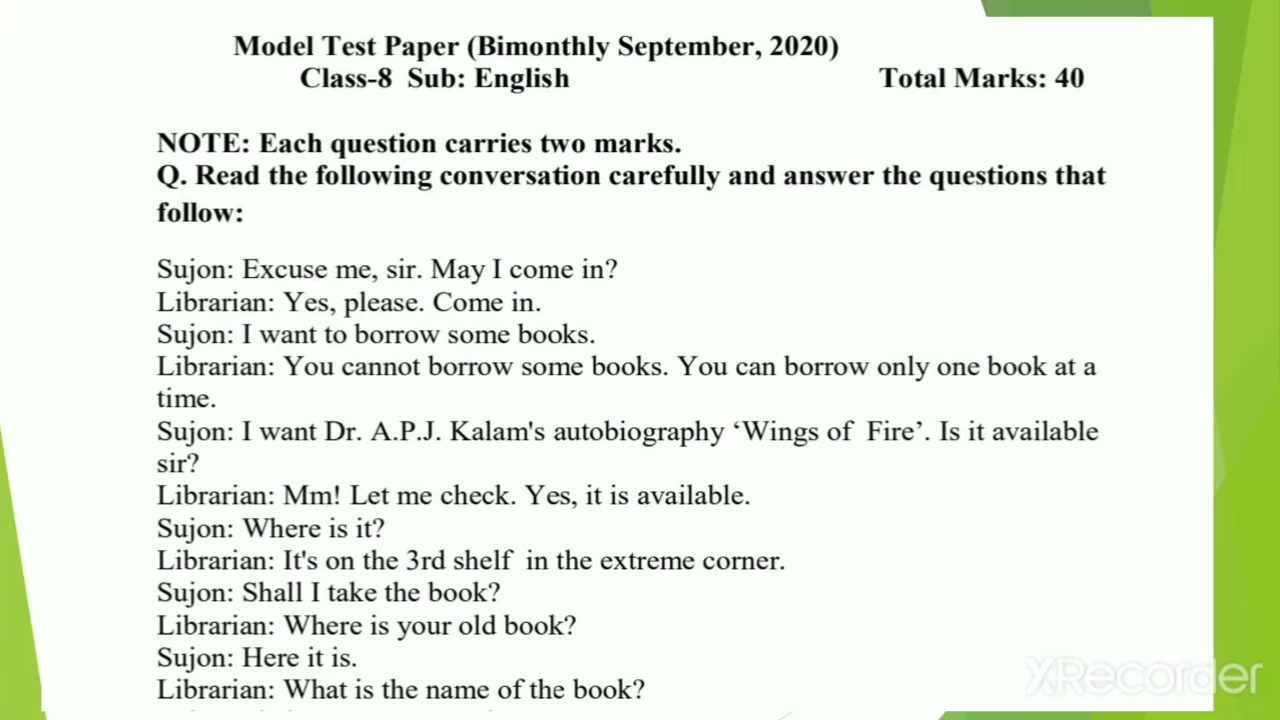 Model Test Paper (Bimonthly September, 2020)
Class-8 Sub: English Total Marks: 40
NOTE: Each question carries two marks.
Q. Read the following conversation carefully and answer the questions that
follow:
Sujon: Excuse me, sir. May I come in?
Librarian: Yes, please. Come in.
Sujon: I want to borrow some books.
Librarian: You cannot borrow some books. You can borrow only one book at a
time.
Sujon: I want Dr. A.P.J. Kalam's autobiography ‘Wings of Fire’. Is it available
sir?
Librarian: Mm! Let me check. Yes, it is available.
Sujon: Where is it?
Librarian: It's on the 3rd shelf in the extreme corner.
Sujon: Shall I take the book?
Librarian: Where is your old book?
Sujon: Here it is.
Librarian: What is the name of the book?
XRecorder